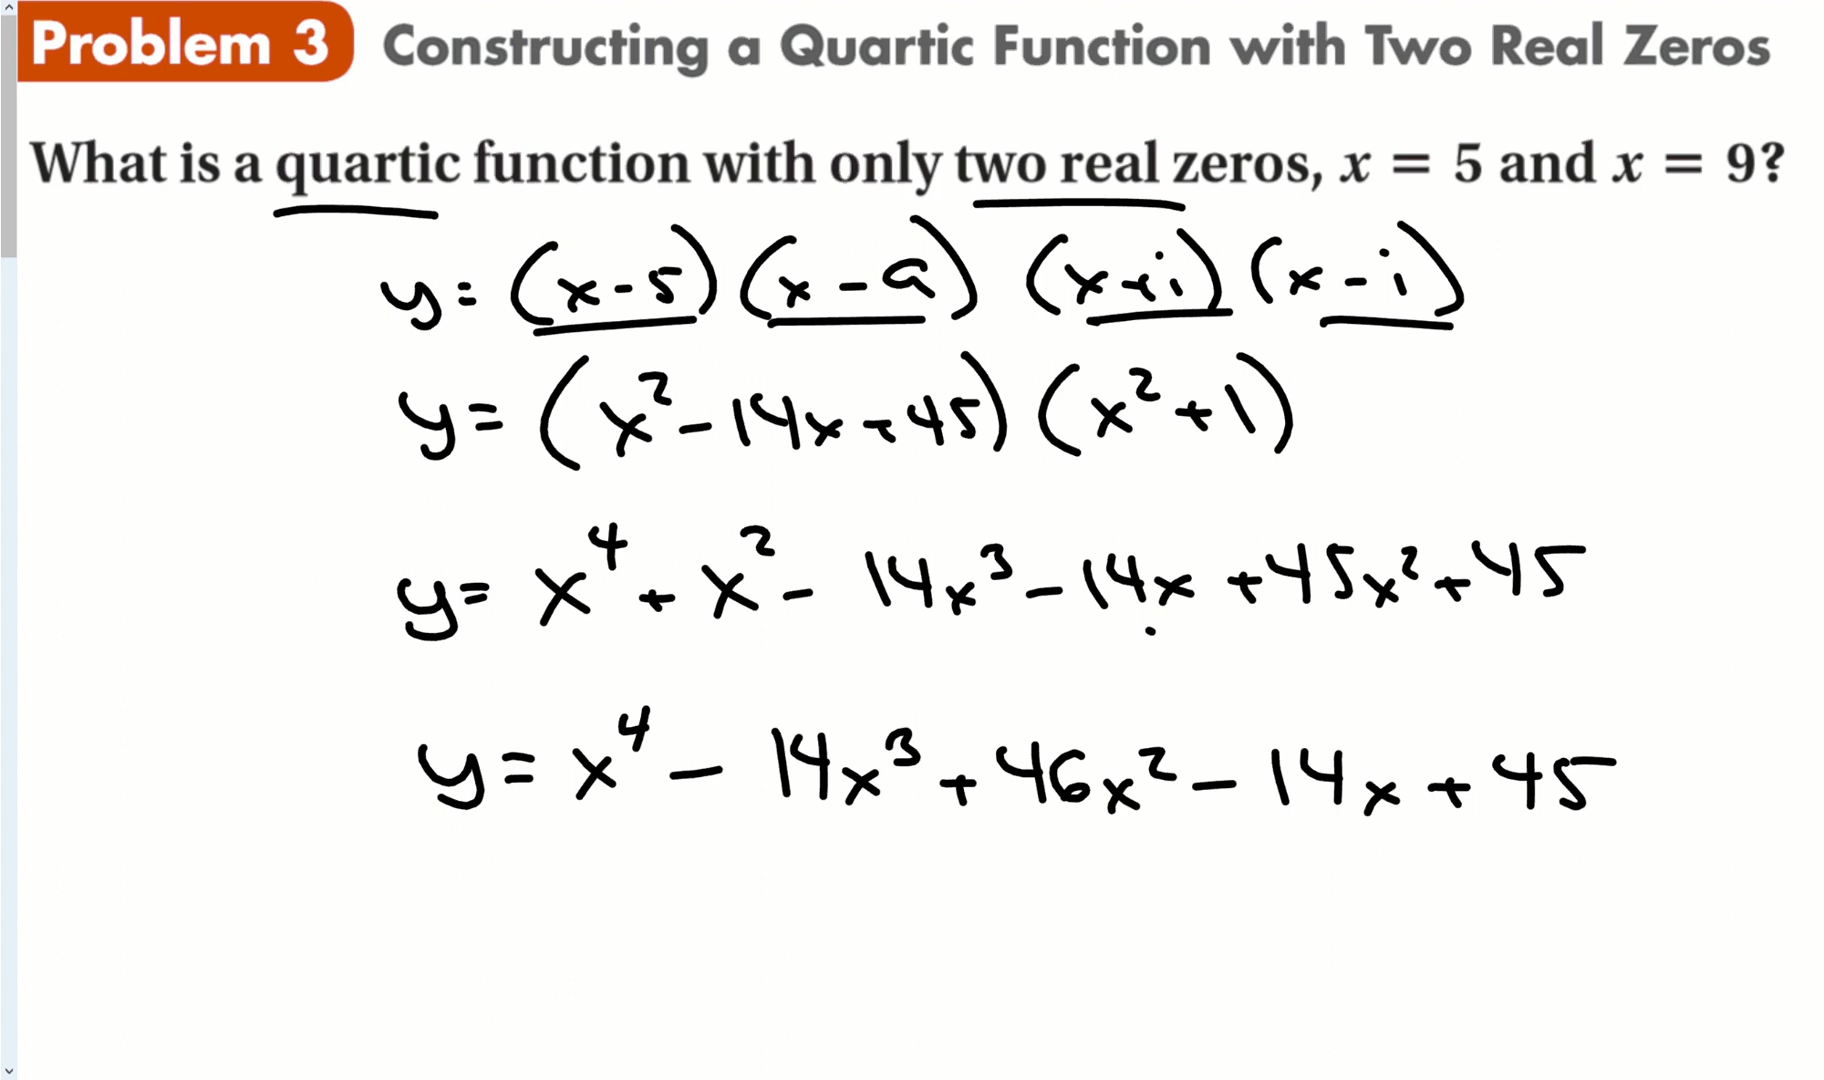 Problem 3 Constructing a Quartic Function with Two Real Zeros
What is a quartic function with only two real zeros, x = 5 and x = 9?
y = (x-5)(x-9)(x+i)(x-i)
y = (x²-14x+45)(x²+1)
y = x⁴ + x² - 14x³ - 14x + 45x² + 45
y = x⁴ - 14x³ + 46x² - 14x + 45